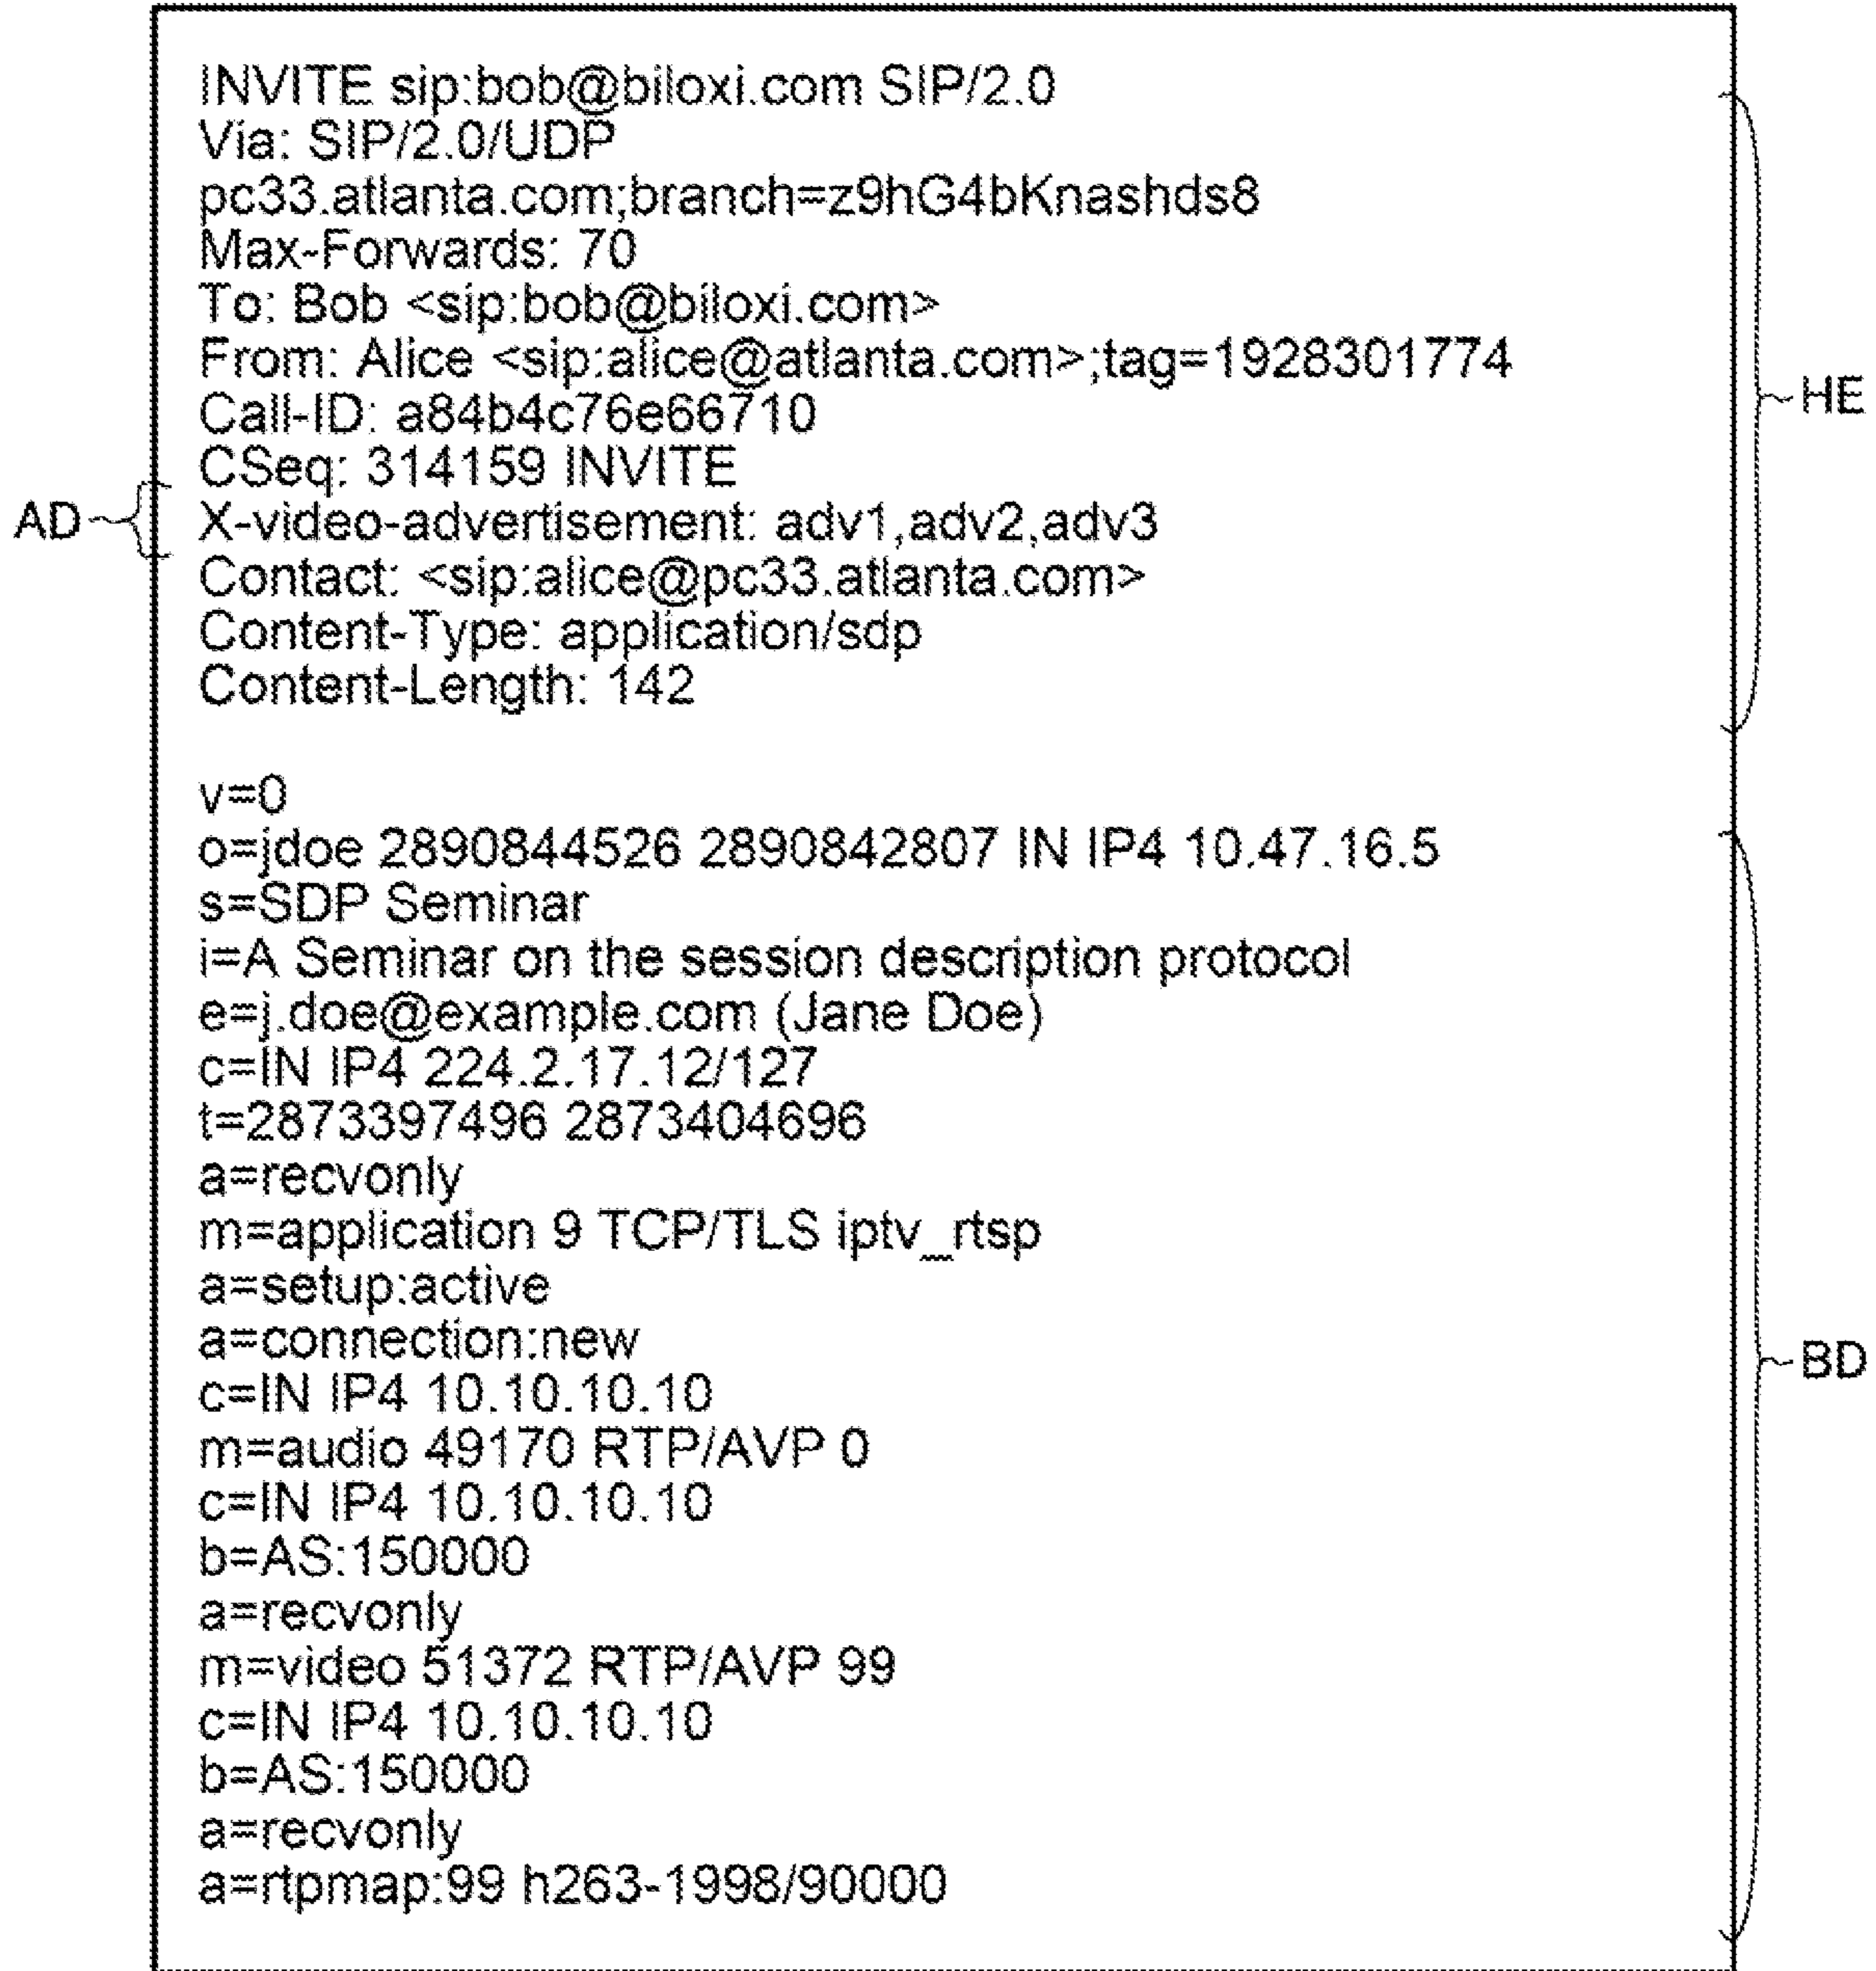 INVITE sip:bob@biloxi.com SIP/2.0
Via: SIP/2.0/UDP
pc33.atlanta.com;branch=z9hG4bKnashds8
Max-Forwards: 70
To: Bob <sip:bob@biloxi.com>
From: Alice <sip:alice@atlanta.com>;tag=1928301774
HE
Call-ID: a84b4c76e66710
CSeq: 314159 INVITE
AD
X-video-advertisement: adv1,adv2,adv3
Contact: <sip:alice@pc33.atlanta.com>
Content-Type: application/sdp
Content-Length: 142
v=0
o=jdoe 2890844526 2890842807 IN IP4 10.47.16.5
s=SDP Seminar
i=A Seminar on the session description protocol
e=j.doe@example.com (Jane Doe)
c=IN IP4 224.2.17.12/127
t=2873397496 2873404696
a=recvonly
m=application 9 TCP/TLS iptv_rtsp
a=setup:active
a=connection:new
BD
c=IN IP4 10.10.10.10
m=audio 49170 RTP/AVP 0
c=IN IP4 10.10.10.10
b=AS:150000
a=recvonly
m=video 51372 RTP/AVP 99
c=IN IP4 10.10.10.10
b=AS:150000
a=recvonly
a=rtpmap:99 h263-1998/90000